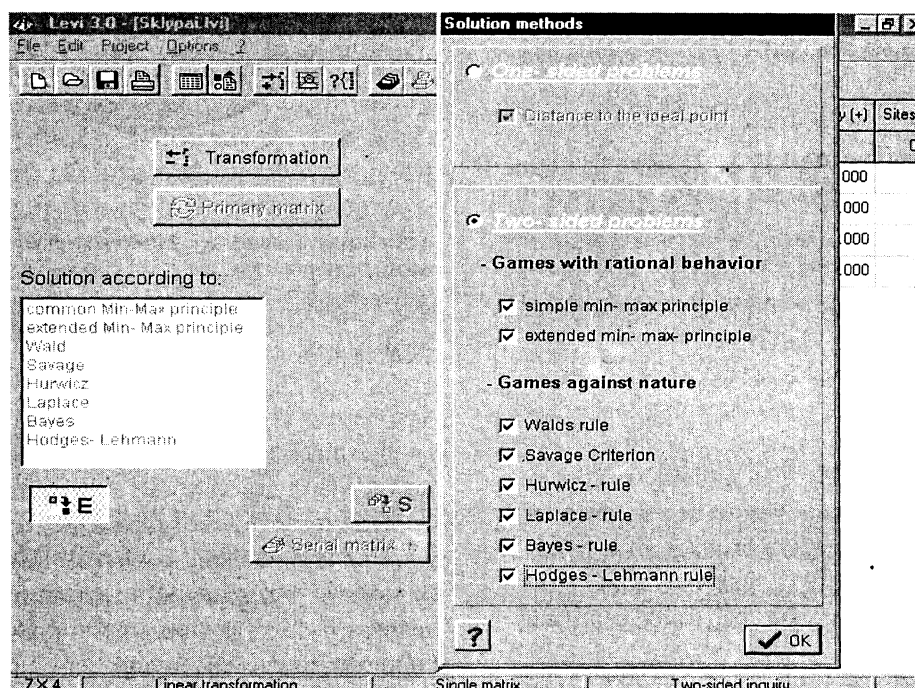 Levi 3.0 - [Sklypai.lvi]
File Edit Project Options ?
Transformation
Primary matrix
Solution according to:
common Min-Max principle
extended Min- Max principle
Wald
Savage
Hurwicz
Laplace
Bayes
Hodges- Lehmann
E
S
Serial matrix
7 X 4
Linear transformation
Single matrix
Two-sided inquiry
Solution methods
One- sided problems
Distance to the ideal point
Two- sided problems
- Games with rational behavior
simple min- max principle
extended min- max- principle
- Games against nature
Walds rule
Savage Criterion
Hurwicz - rule
Laplace - rule
Bayes - rule
Hodges - Lehmann rule
?
OK
y (+) Sites
000
.000
.000
.000